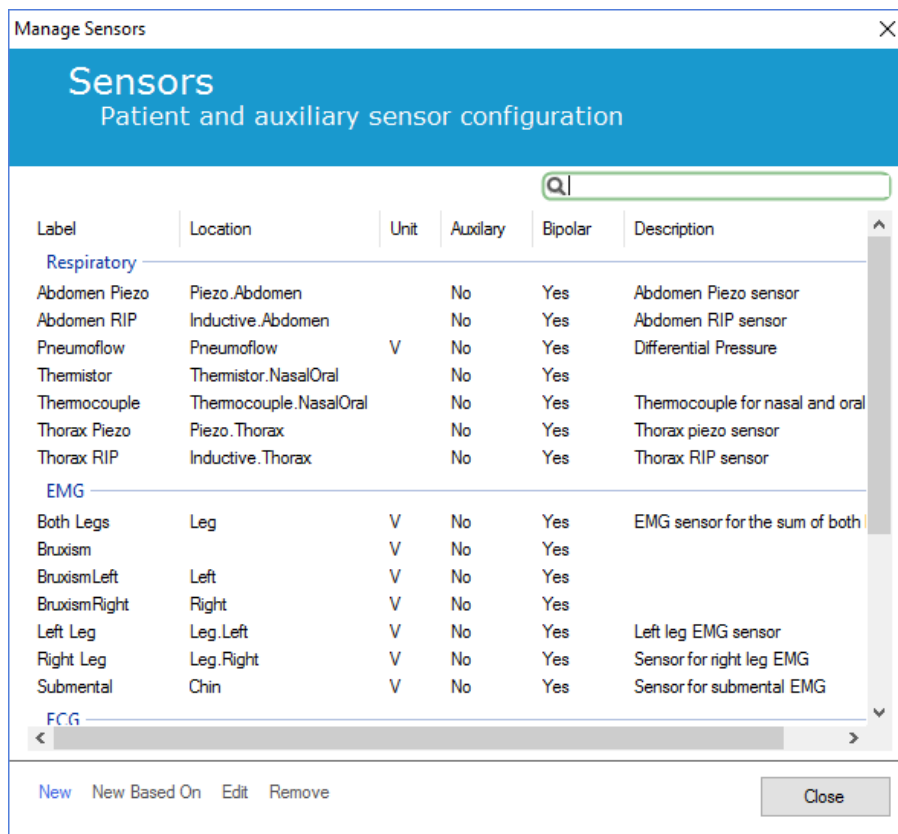 Manage Sensors
Sensors
Patient and auxiliary sensor configuration
Label Location Unit Auxilary Bipolar Description
Respiratory
Abdomen Piezo Piezo.Abdomen No Yes Abdomen Piezo sensor
Abdomen RIP Inductive.Abdomen No Yes Abdomen RIP sensor
Pneumoflow Pneumoflow V No Yes Differential Pressure
Thermistor Thermistor.NasalOral No Yes
Thermocouple Thermocouple.NasalOral No Yes Thermocouple for nasal and oral
Thorax Piezo Piezo.Thorax No Yes Thorax piezo sensor
Thorax RIP Inductive.Thorax No Yes Thorax RIP sensor
EMG
Both Legs Leg V No Yes EMG sensor for the sum of both
Bruxism V No Yes
BruxismLeft Left V No Yes
BruxismRight Right V No Yes
Left Leg Leg.Left V No Yes Left leg EMG sensor
Right Leg Leg.Right V No Yes Sensor for right leg EMG
Submental Chin V No Yes Sensor for submental EMG
ECG
New New Based On Edit Remove Close